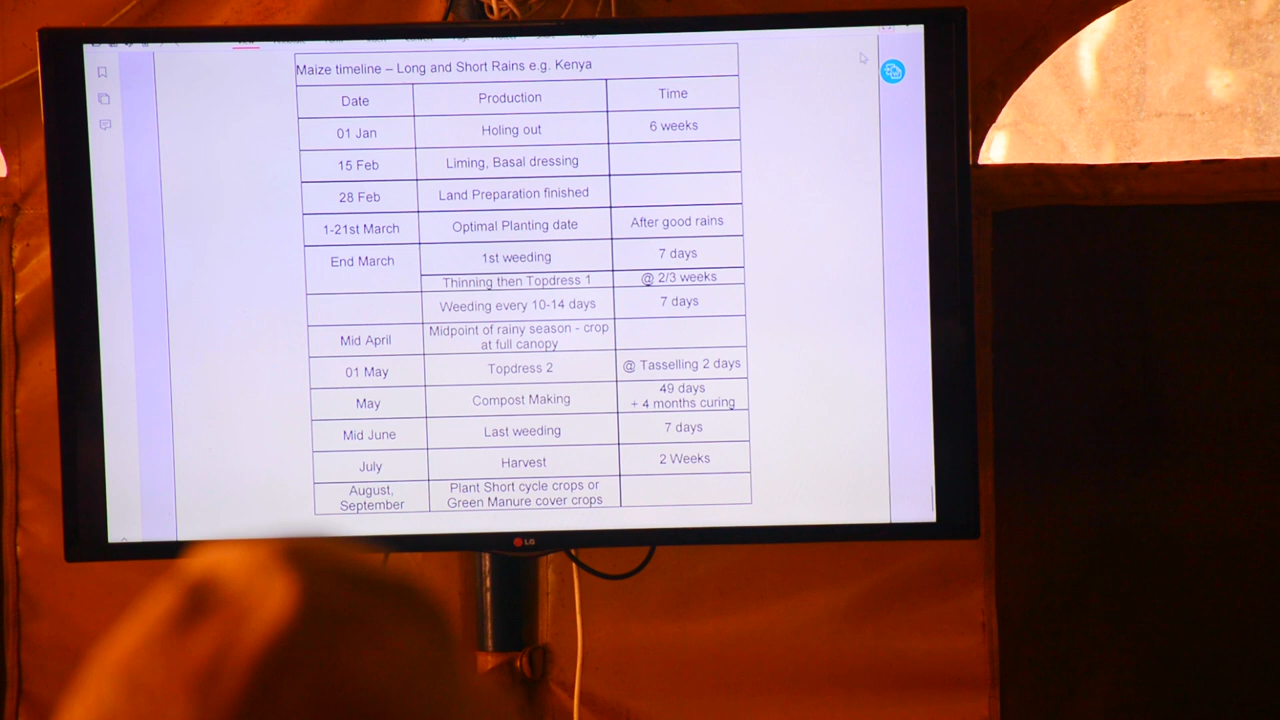 Maize timeline – Long and Short Rains e.g. Kenya
Date Production Time
01 Jan Holing out 6 weeks
15 Feb Liming, Basal dressing
28 Feb Land Preparation finished
1-21st March Optimal Planting date After good rains
End March 1st weeding 7 days
Thinning then Topdress 1 @ 2/3 weeks
Weeding every 10-14 days 7 days
Mid April Midpoint of rainy season - crop
at full canopy
01 May Topdress 2 @ Tasselling 2 days
May Compost Making 49 days
+ 4 months curing
Mid June Last weeding 7 days
July Harvest 2 Weeks
August, Plant Short cycle crops or
September Green Manure cover crops
LG